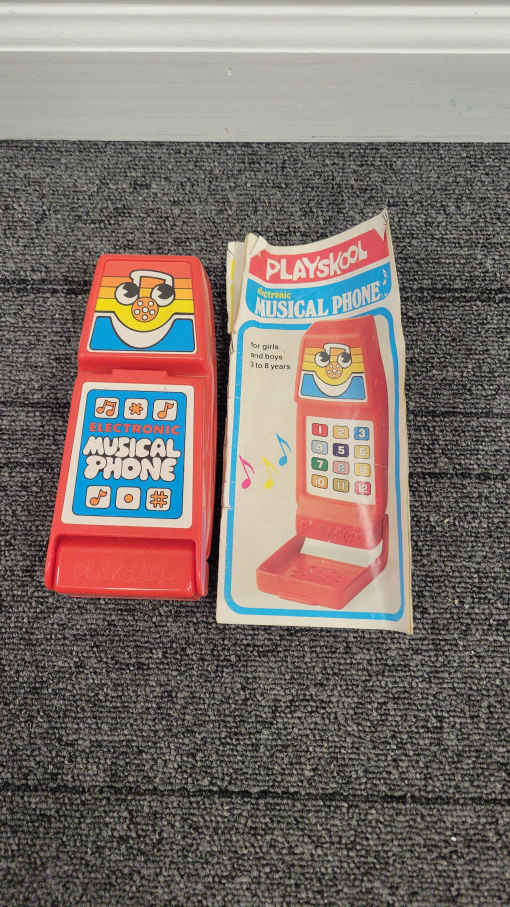 ELECTRONIC
MUSICAL
PHONE
#
PLAYSKOOL
PLAYSKOOL
electronic
MUSICAL PHONE
for girls
and boys
3 to 8 years
1 2 3
4 5 6
7 8 9
10 11 12